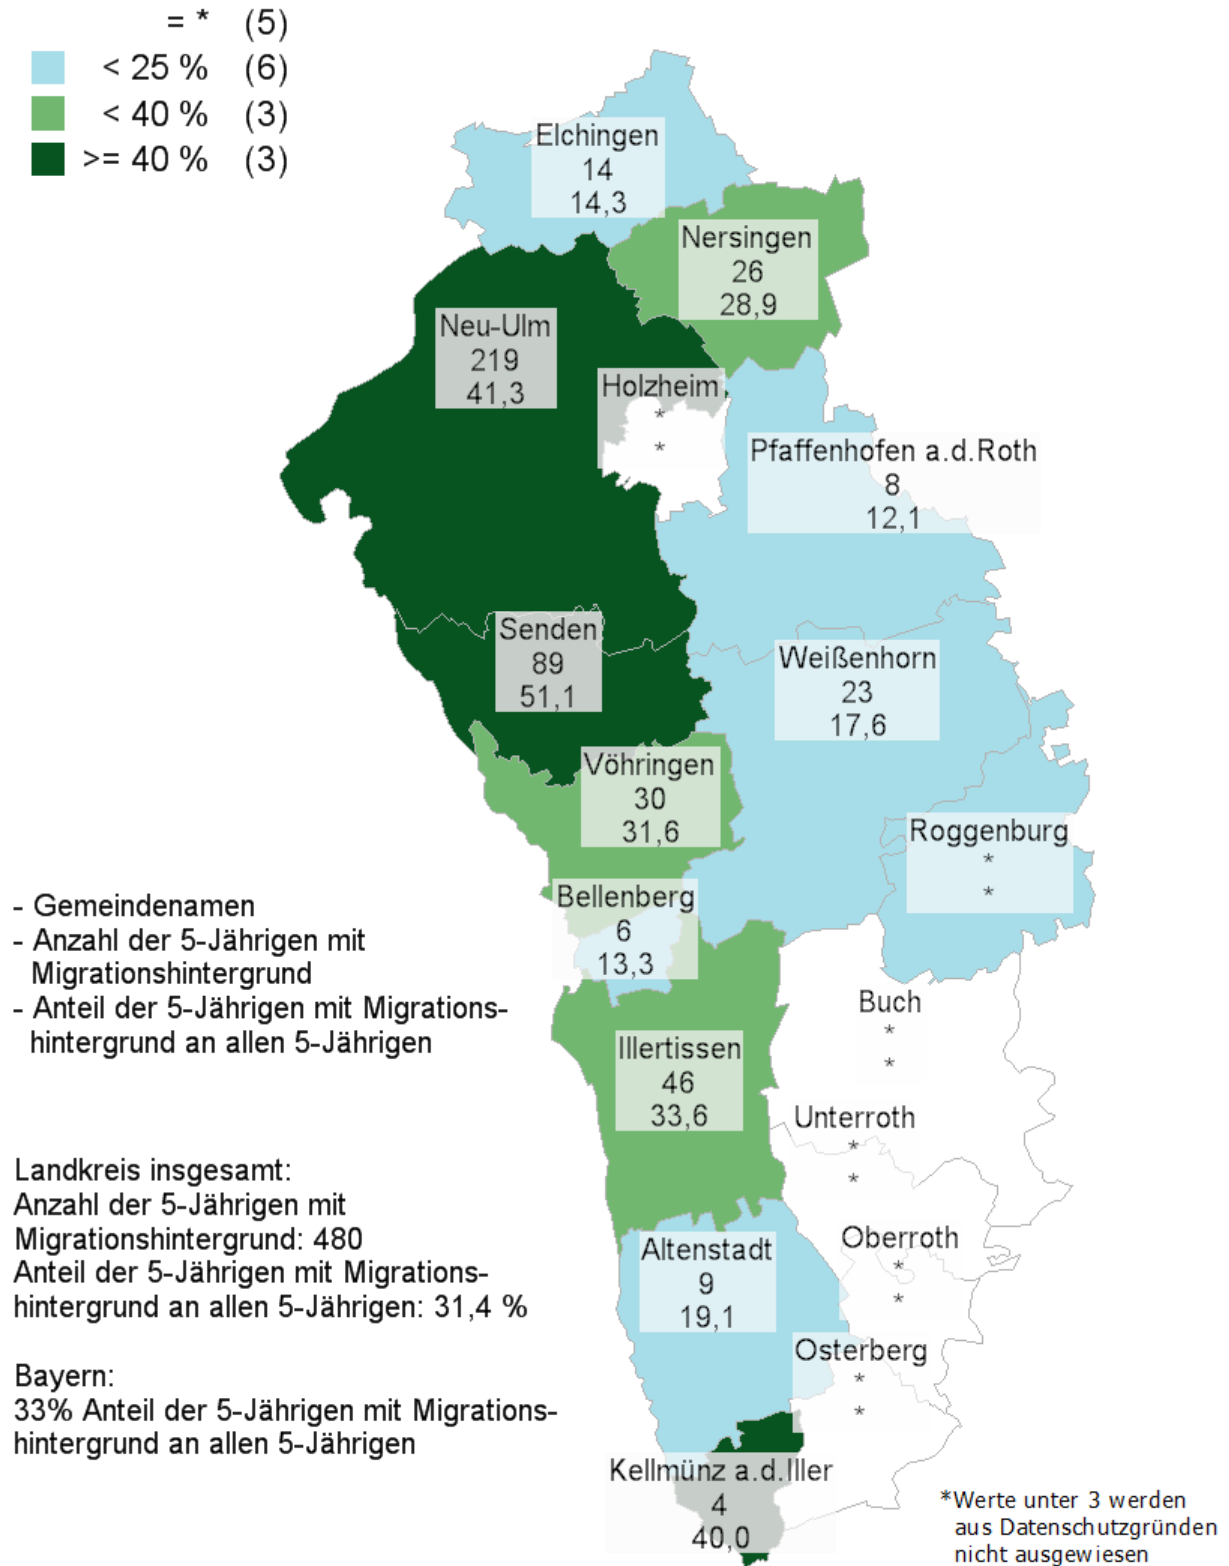 = * (5)
< 25 % (6)
< 40 % (3)
>= 40 % (3)
Elchingen
14
14,3
Nersingen
26
28,9
Neu-Ulm
219
41,3
Holzheim
*
*
Pfaffenhofen a.d.Roth
8
12,1
Senden
89
51,1
Weißenhorn
23
17,6
Vöhringen
30
31,6
Roggenburg
*
*
Bellenberg
6
13,3
- Gemeindenamen
- Anzahl der 5-Jährigen mit
Migrationshintergrund
- Anteil der 5-Jährigen mit Migrations-
hintergrund an allen 5-Jährigen
Buch
*
*
Illertissen
46
33,6
Unterroth
*
*
Landkreis insgesamt:
Anzahl der 5-Jährigen mit
Migrationshintergrund: 480
Anteil der 5-Jährigen mit Migrations-
hintergrund an allen 5-Jährigen: 31,4 %
Oberroth
*
*
Altenstadt
9
19,1
Osterberg
*
*
Bayern:
33% Anteil der 5-Jährigen mit Migrations-
hintergrund an allen 5-Jährigen
Kellmünz a.d.Iller
4
40,0
*Werte unter 3 werden
aus Datenschutzgründen
nicht ausgewiesen